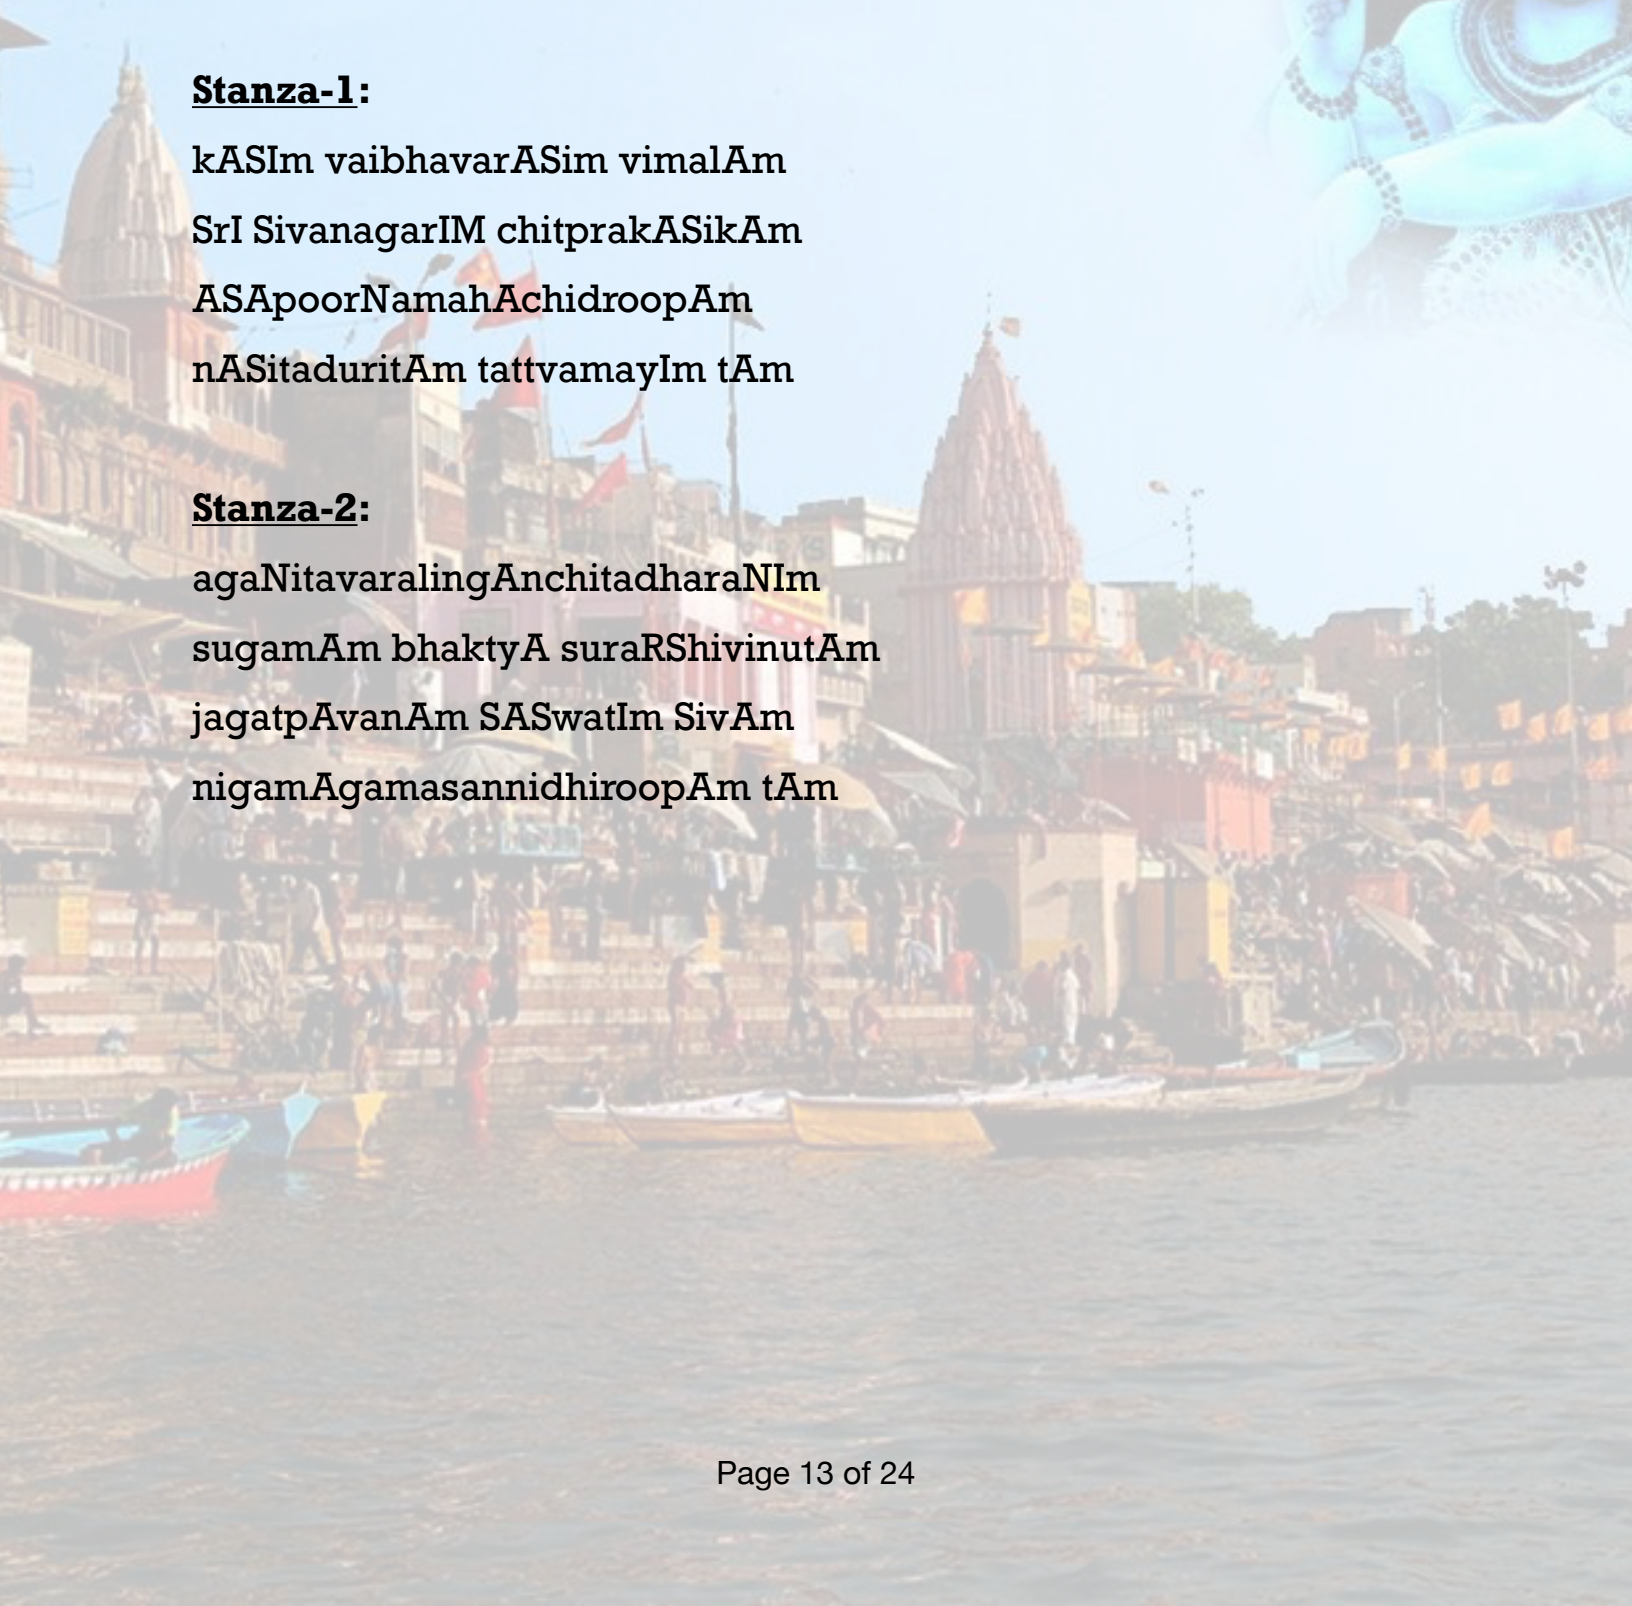 Stanza-1:
kASIm vaibhavarASim vimalAm
SrI SivanagarIM chitprakASikAm
ASApoorNamahAchidroopAm
nASitaduritAm tattvamayIm tAm
Stanza-2:
agaNitavaralingAnchitadharaNIm
sugamAm bhaktyA suraRShivinutAm
jagatpAvanAm SASwatIm SivAm
nigamAgamasannidhiroopAm tAm
Page 13 of 24